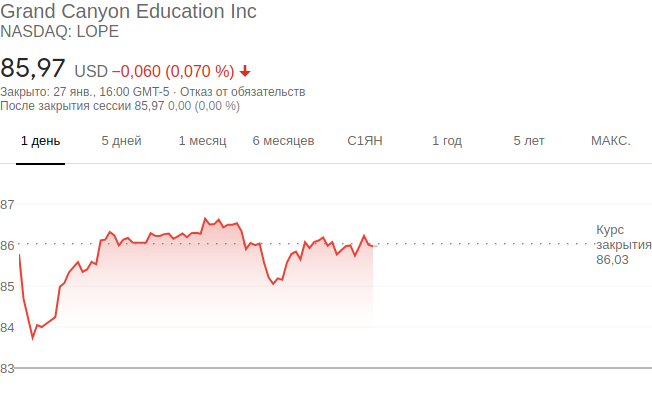 Grand Canyon Education Inc
NASDAQ: LOPE
85,97 USD −0,060 (0,070 %)
Закрыто: 27 янв., 16:00 GMT-5 · Отказ от обязательств
После закрытия сессии 85,97 0,00 (0,00 %)
1 день 5 дней 1 месяц 6 месяцев С1ЯН 1 год 5 лет МАКС.
87
Курс
86 закрытия
86,03
85
84
83